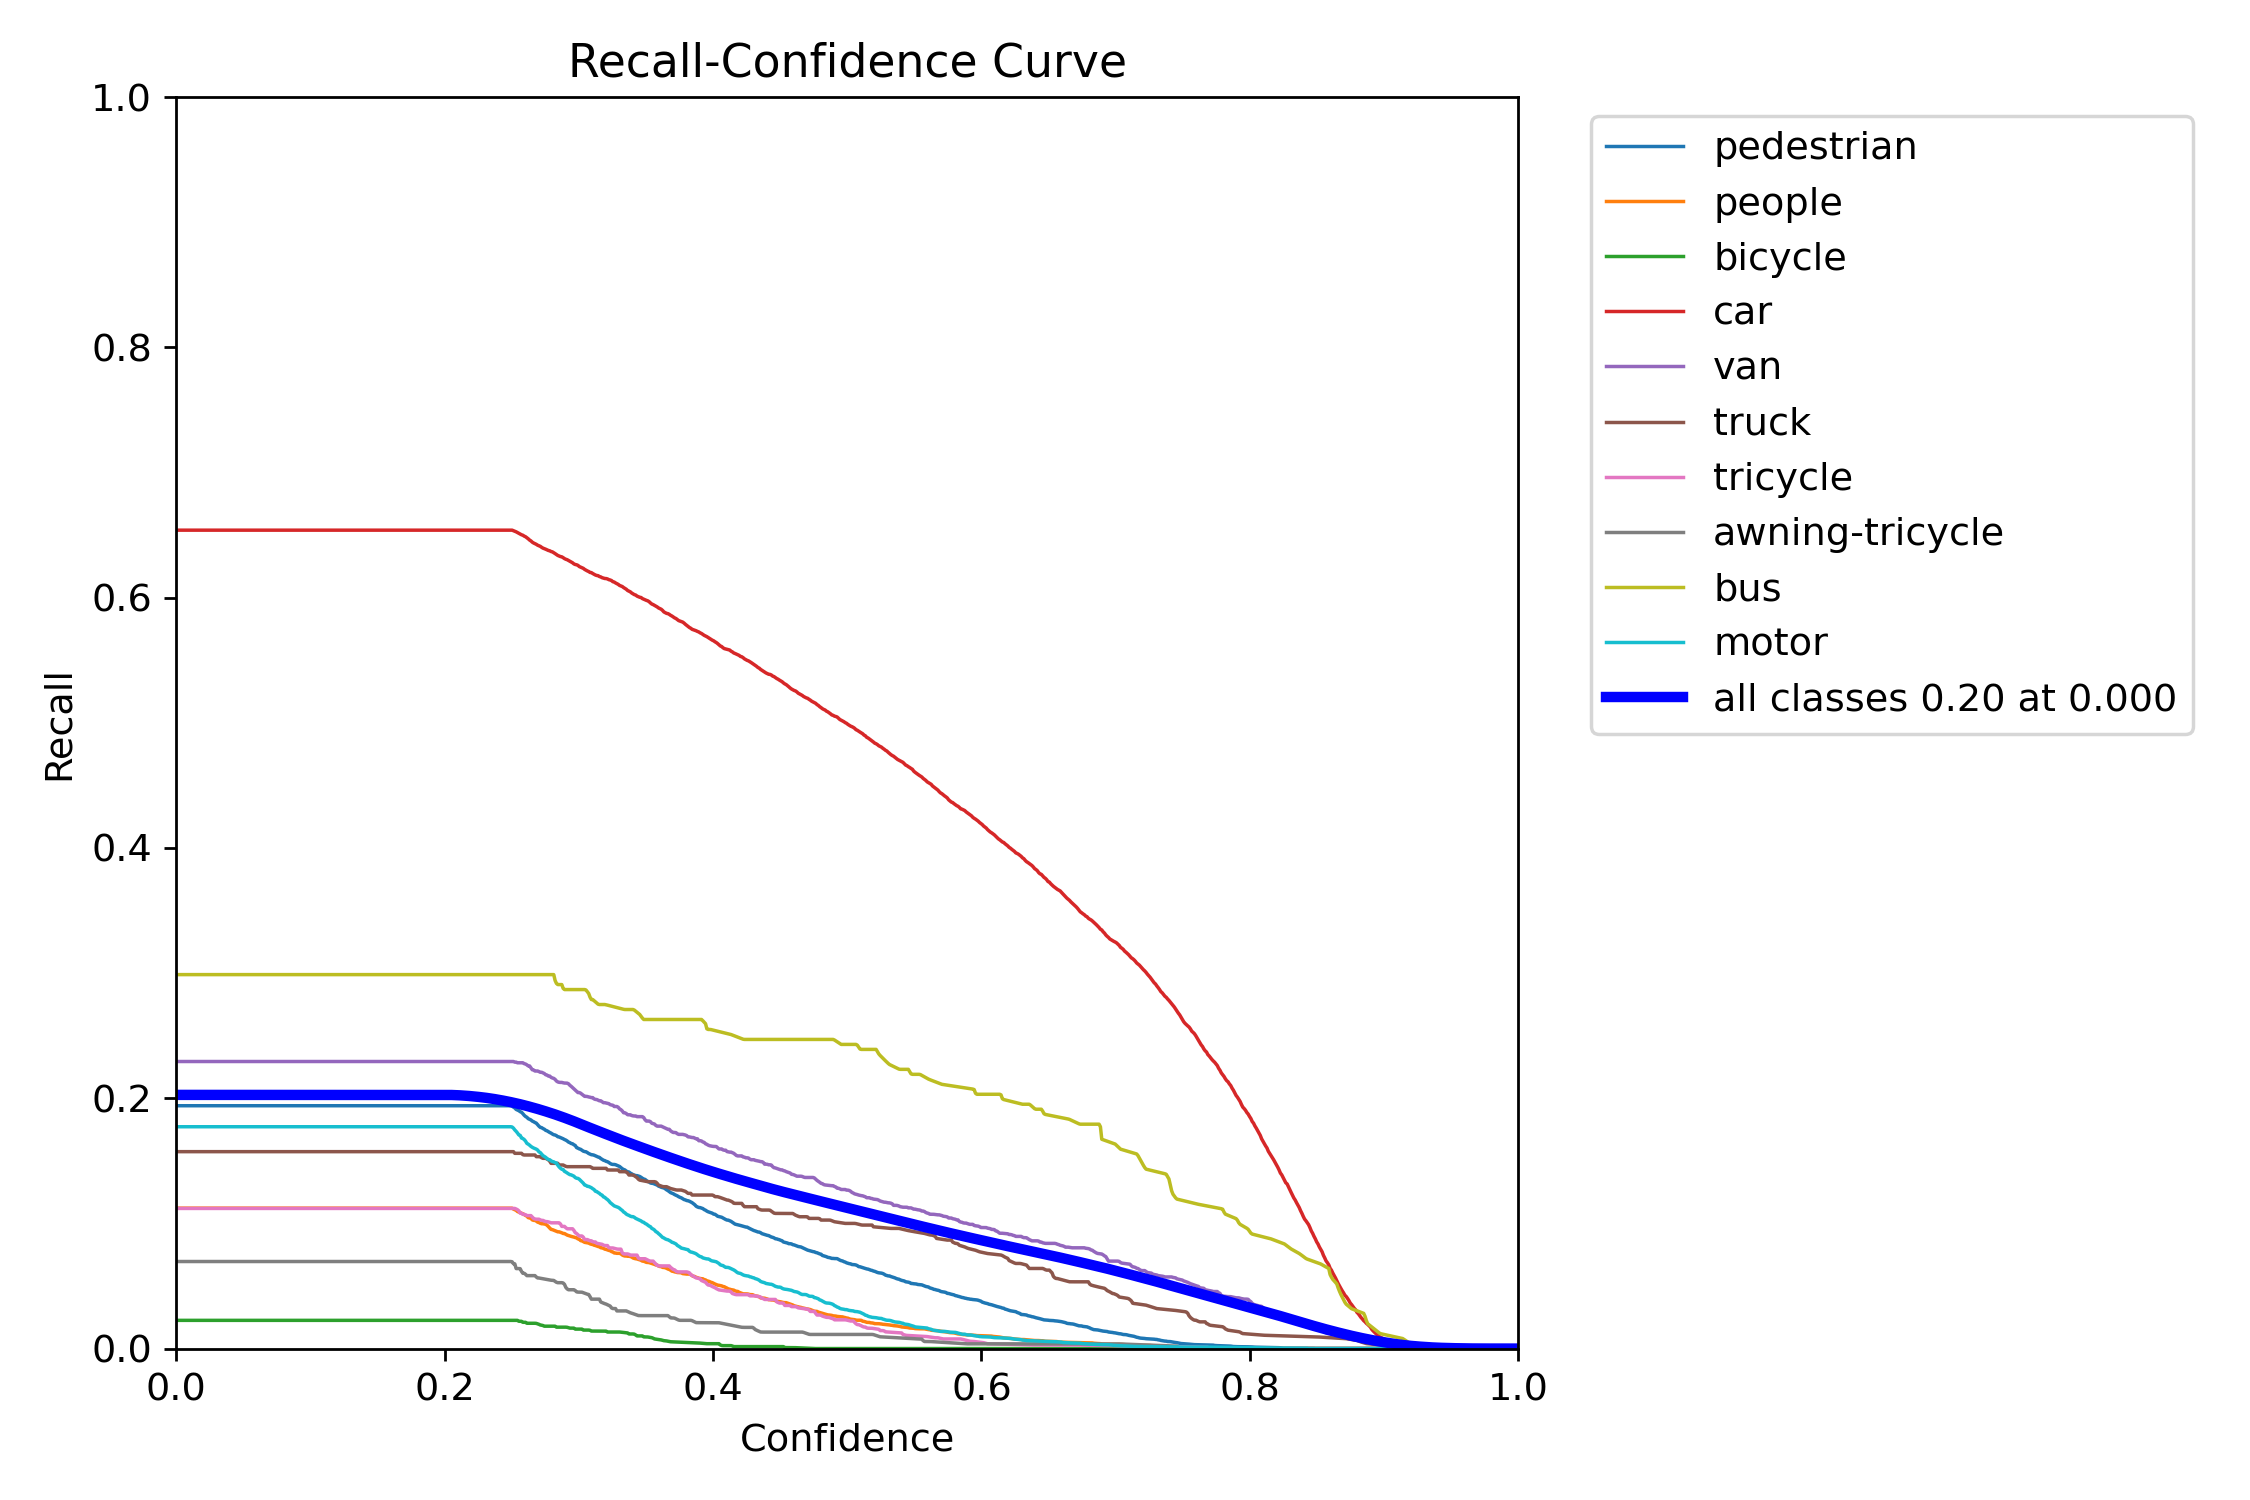 Recall-Confidence Curve
1.0
0.8
0.6
0.4
0.2
0.0
Recall
0.0 0.2 0.4 0.6 0.8 1.0
Confidence
pedestrian
people
bicycle
car
van
truck
tricycle
awning-tricycle
bus
motor
all classes 0.20 at 0.000